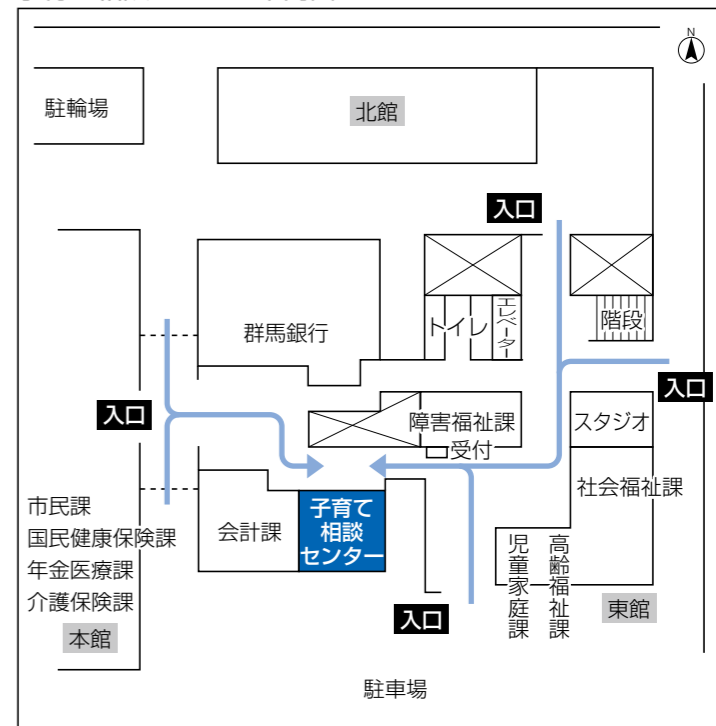 N
駐輪場
北館
入口
群馬銀行
トイレ
エレベーター
階段
入口
入口
障害福祉課
受付
スタジオ
社会福祉課
市民課
国民健康保険課
年金医療課
介護保険課
本館
会計課
子育て
相談
センター
児童家庭課
高齢福祉課
東館
入口
駐車場